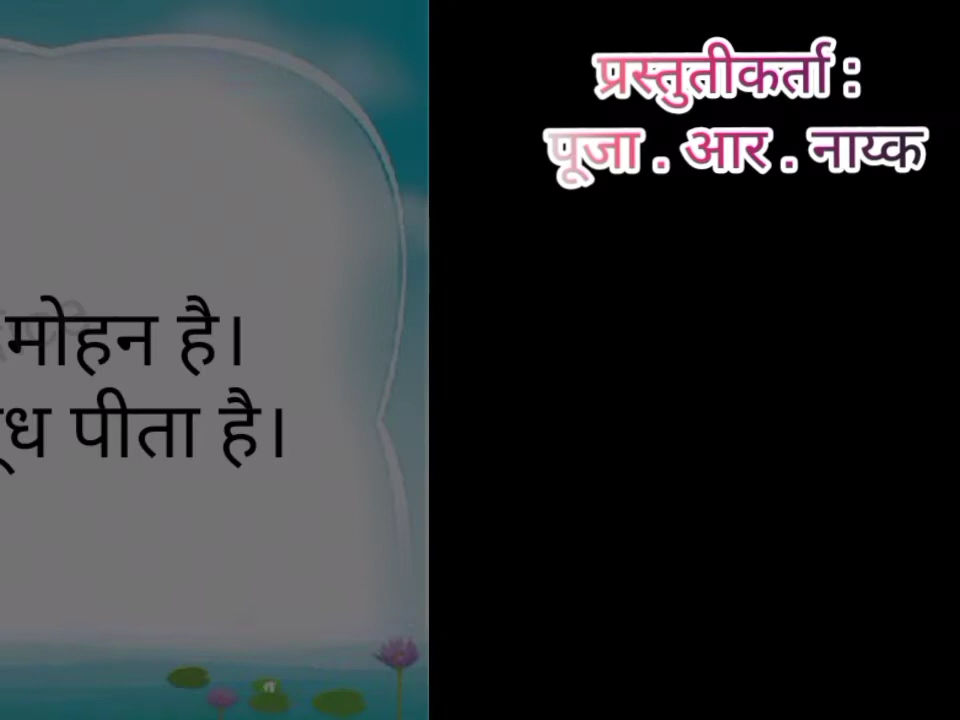 प्रस्तुतीकर्ता :
पूजा . आर . नाय्क
मोहन है।
पीता है।